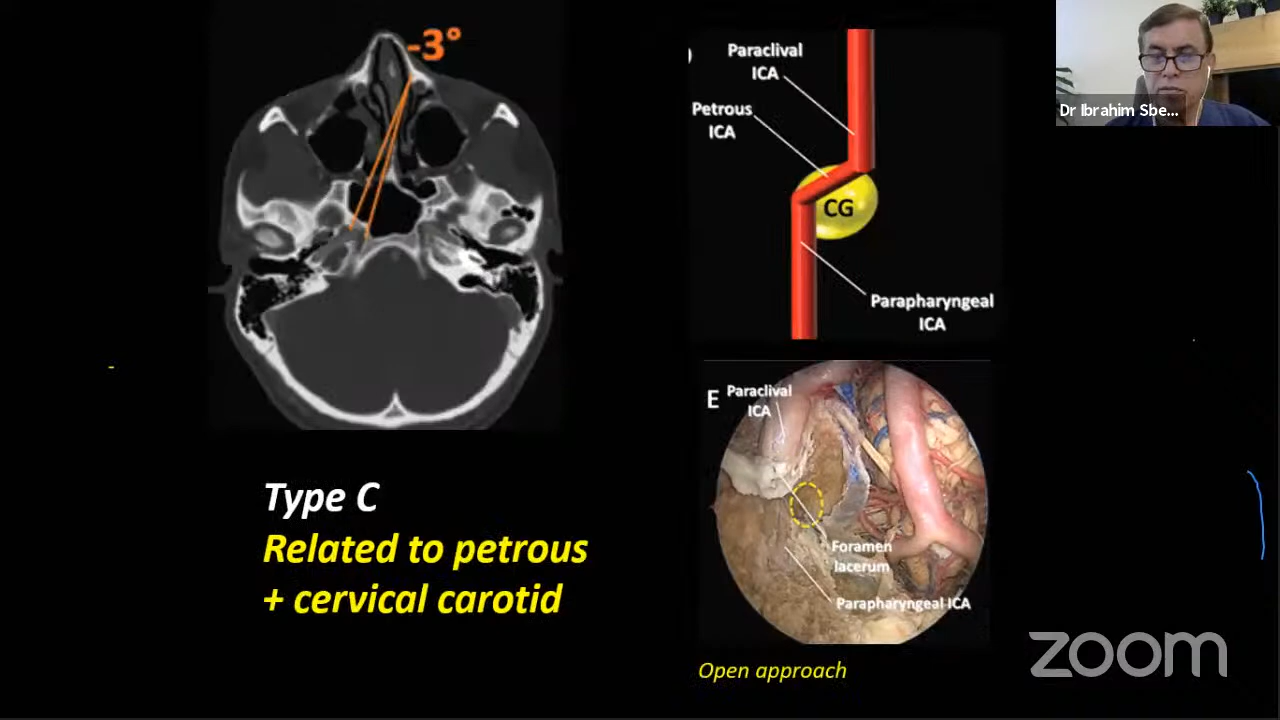 -3°
Paraclival
ICA
Petrous
ICA
CG
Parapharyngeal
ICA
Dr Ibrahim Sbe...
E
Paraclival
ICA
Foramen
lacerum
Parapharyngeal ICA
Type C
Related to petrous
+ cervical carotid
Open approach
zoom